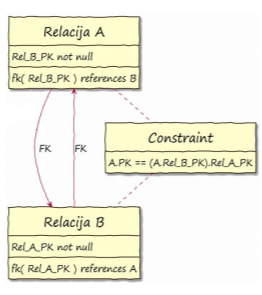 Relacija A
Rel_B_PK not null
fk( Rel_B_PK ) references B
FK
FK
Constraint
A.PK == (A.Rel_B_PK).Rel_A_PK
Relacija B
Rel_A_PK not null
fk( Rel_A_PK ) references A